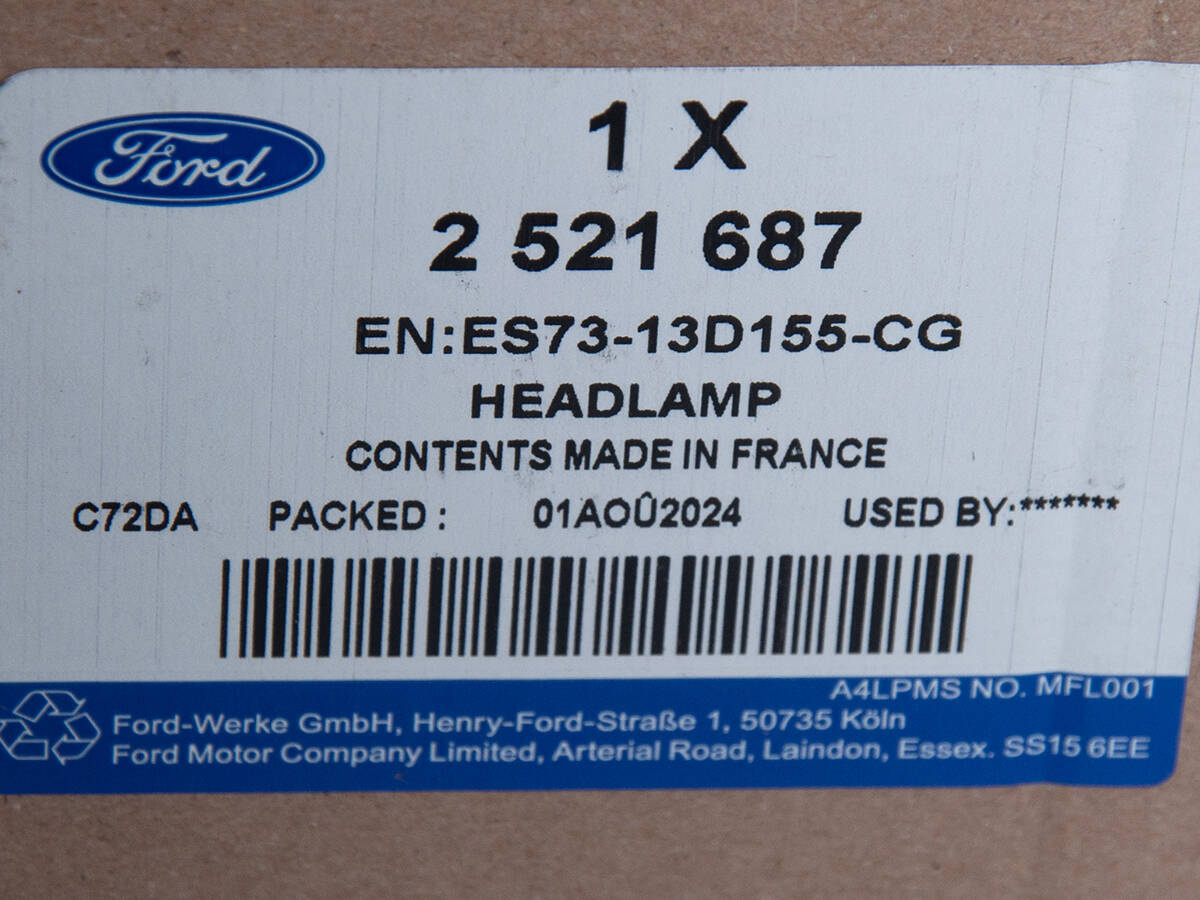 Ford
1 X
2 521 687
EN:ES73-13D155-CG
HEADLAMP
CONTENTS MADE IN FRANCE
C72DA PACKED : 01AOÛ2024 USED BY:*******
A4LPMS NO. MFL001
Ford-Werke GmbH, Henry-Ford-Straße 1, 50735 Köln
Ford Motor Company Limited, Arterial Road, Laindon, Essex. SS15 6EE